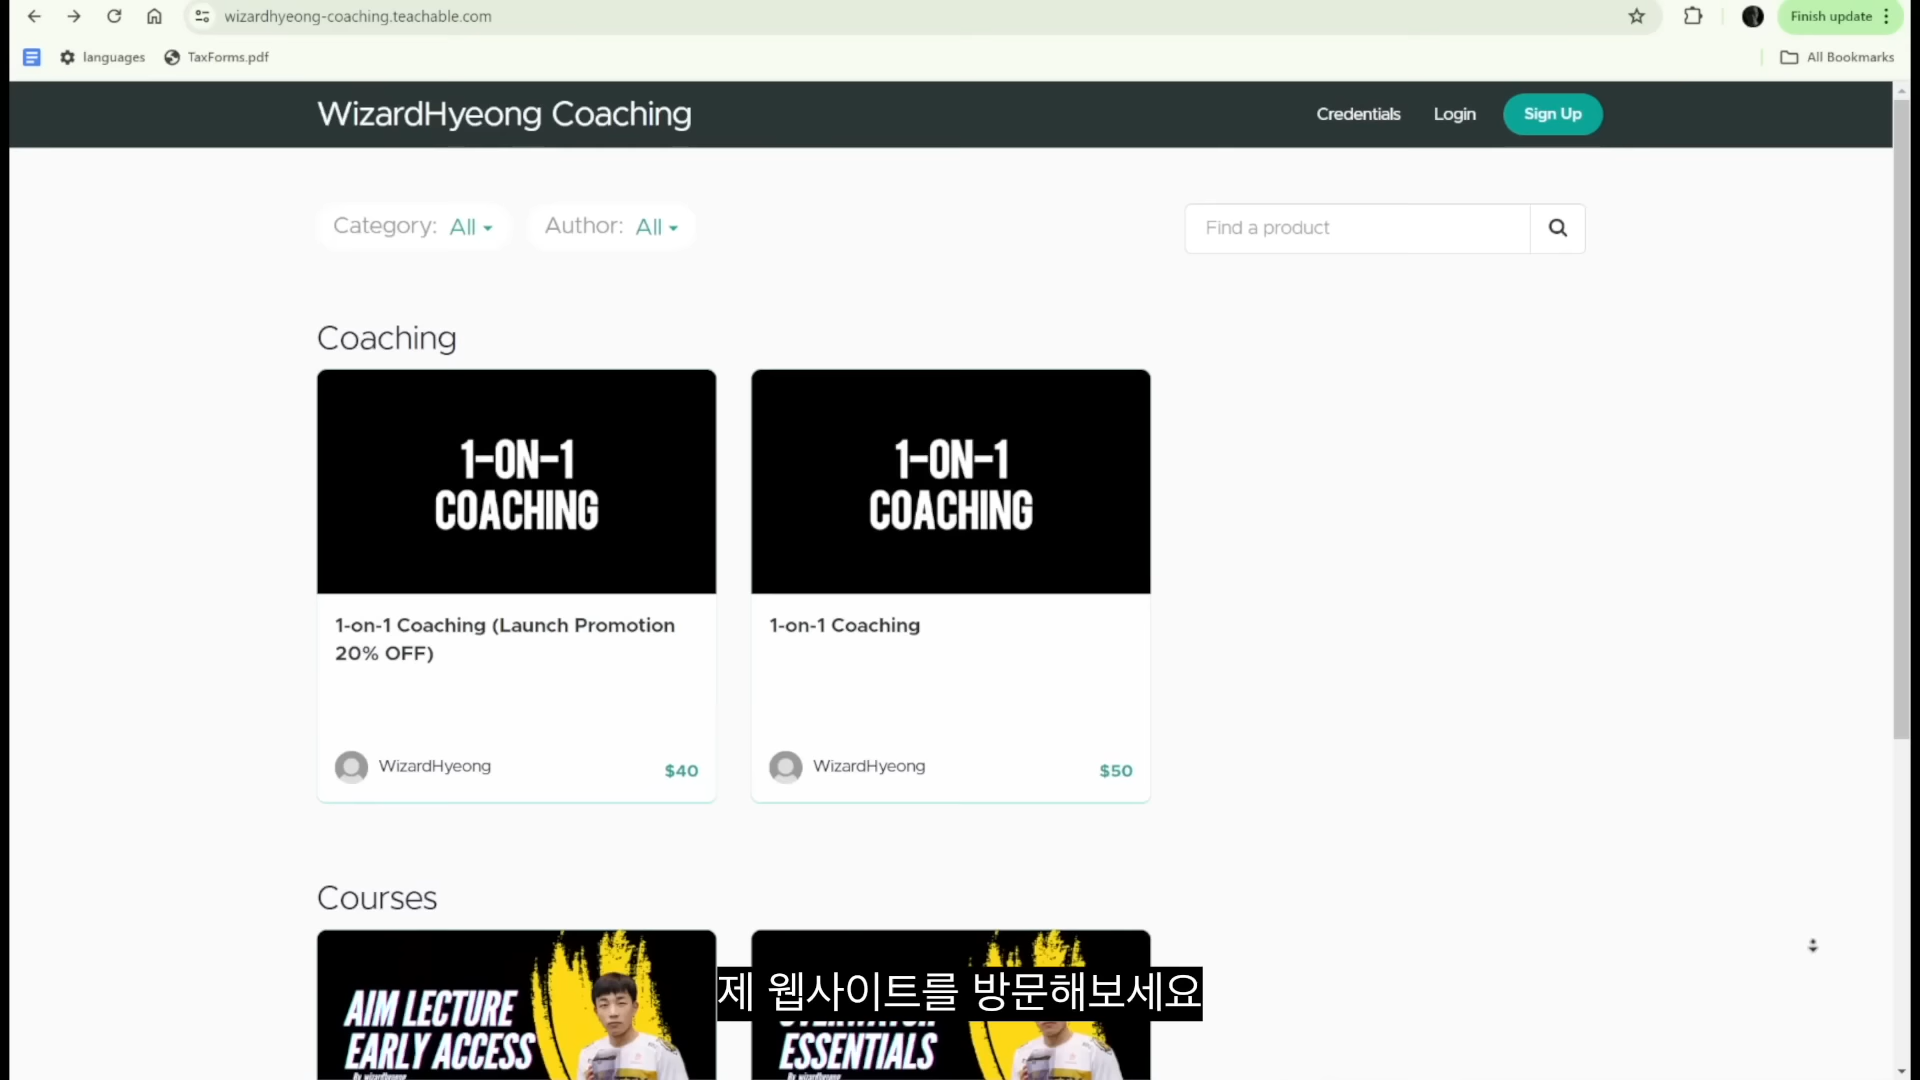 wizardhyeong-coaching.teachable.com
Finish update
languages
TaxForms.pdf
All Bookmarks
WizardHyeong Coaching
Credentials
Login
Sign Up
Category: All
Author: All
Find a product
Coaching
1-ON-1
COACHING
1-on-1 Coaching (Launch Promotion
20% OFF)
WizardHyeong
$40
1-ON-1
COACHING
1-on-1 Coaching
WizardHyeong
$50
Courses
AIM LECTURE
EARLY ACCESS
ESSENTIALS
제 웹사이트를 방문해보세요